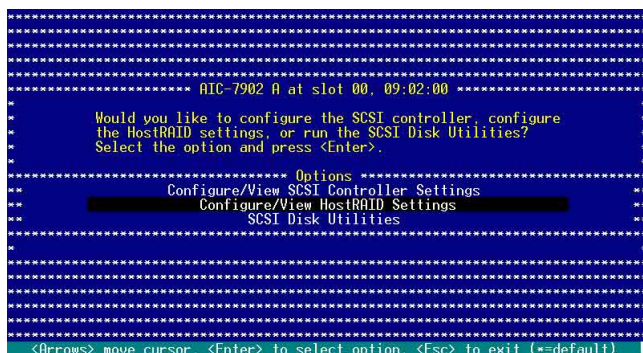 AIC-7902 A at slot 00, 09:02:00
Would you like to configure the SCSI controller, configure
the HostRAID settings, or run the SCSI Disk Utilities?
Select the option and press <Enter>.
Options
Configure/View SCSI Controller Settings
Configure/View HostRAID Settings
SCSI Disk Utilities
<Arrows> move cursor, <Enter> to select option, <Esc> to exit (*=default)